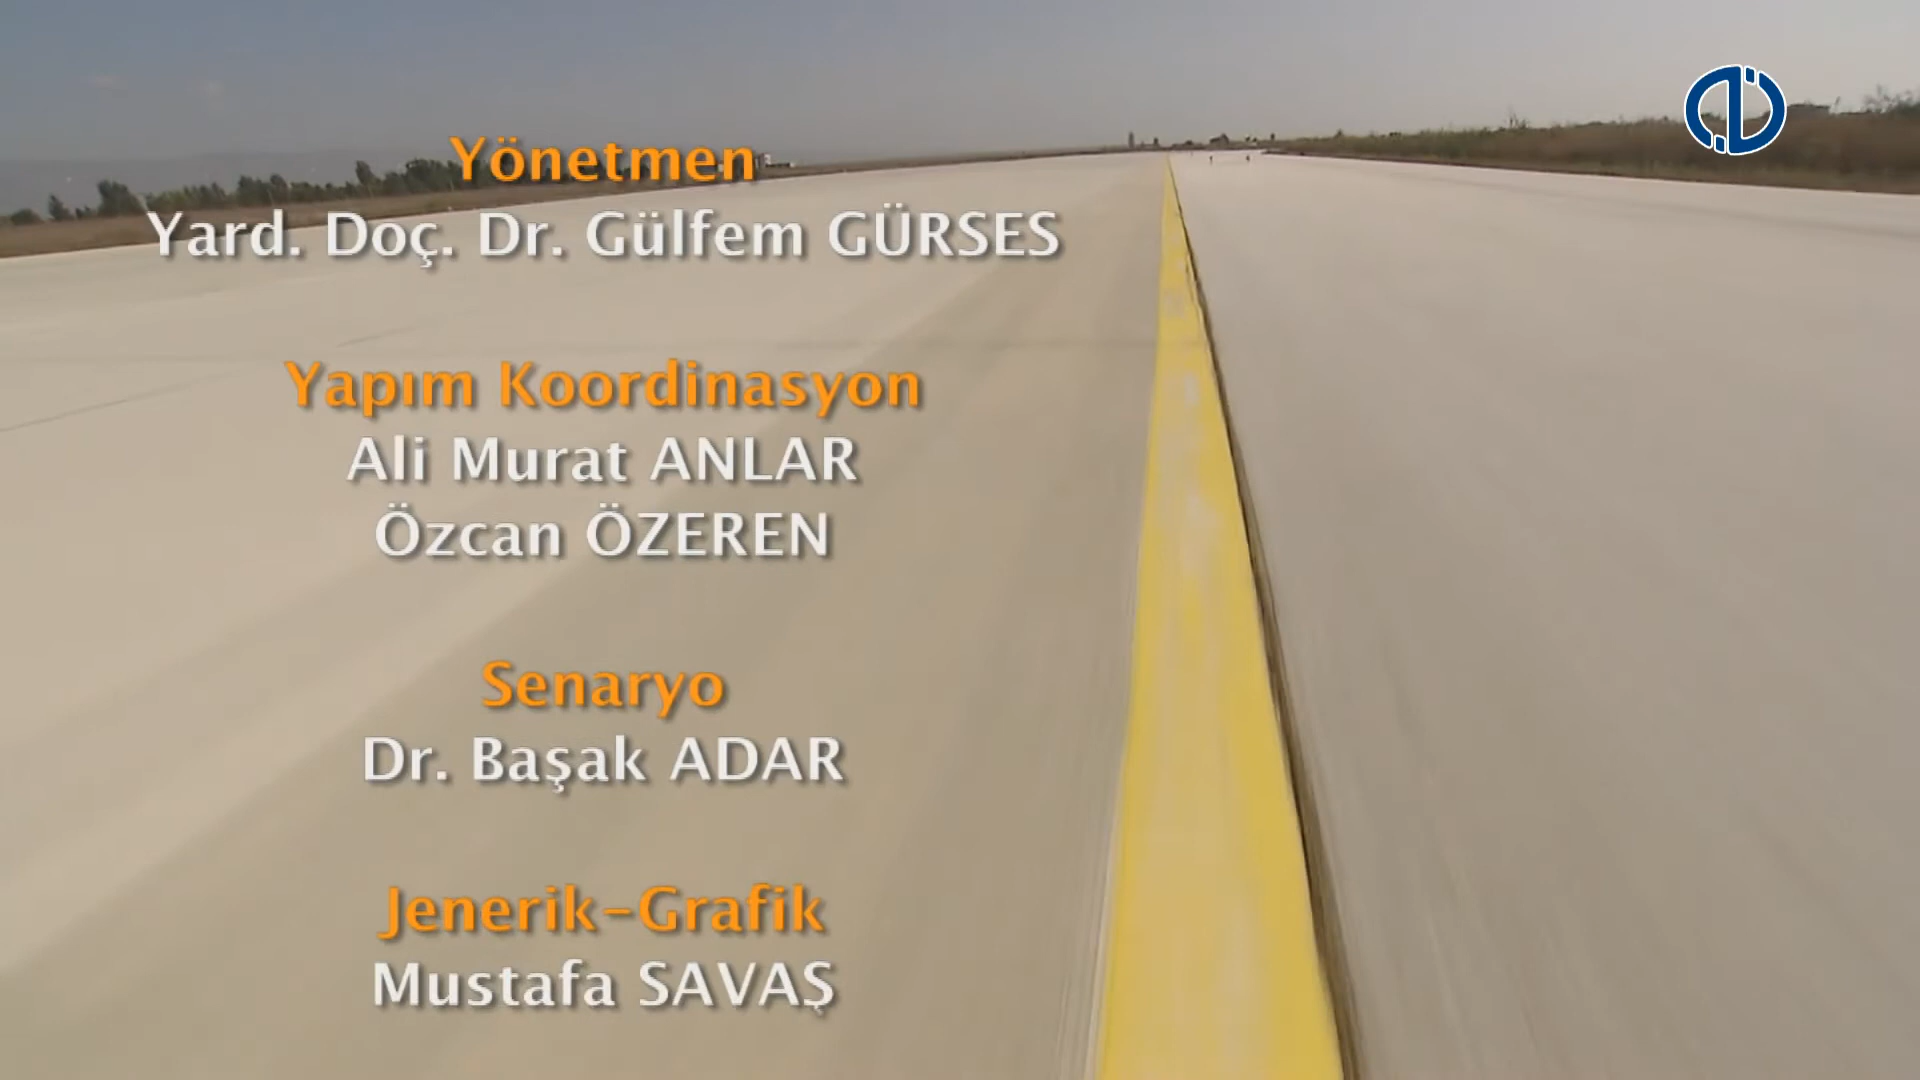 Yönetmen
Yard. Doç. Dr. Gülfem GÜRSES
Yapım Koordinasyon
Ali Murat ANLAR
Özcan ÖZEREN
Senaryo
Dr. Başak ADAR
Jenerik-Grafik
Mustafa SAVAŞ